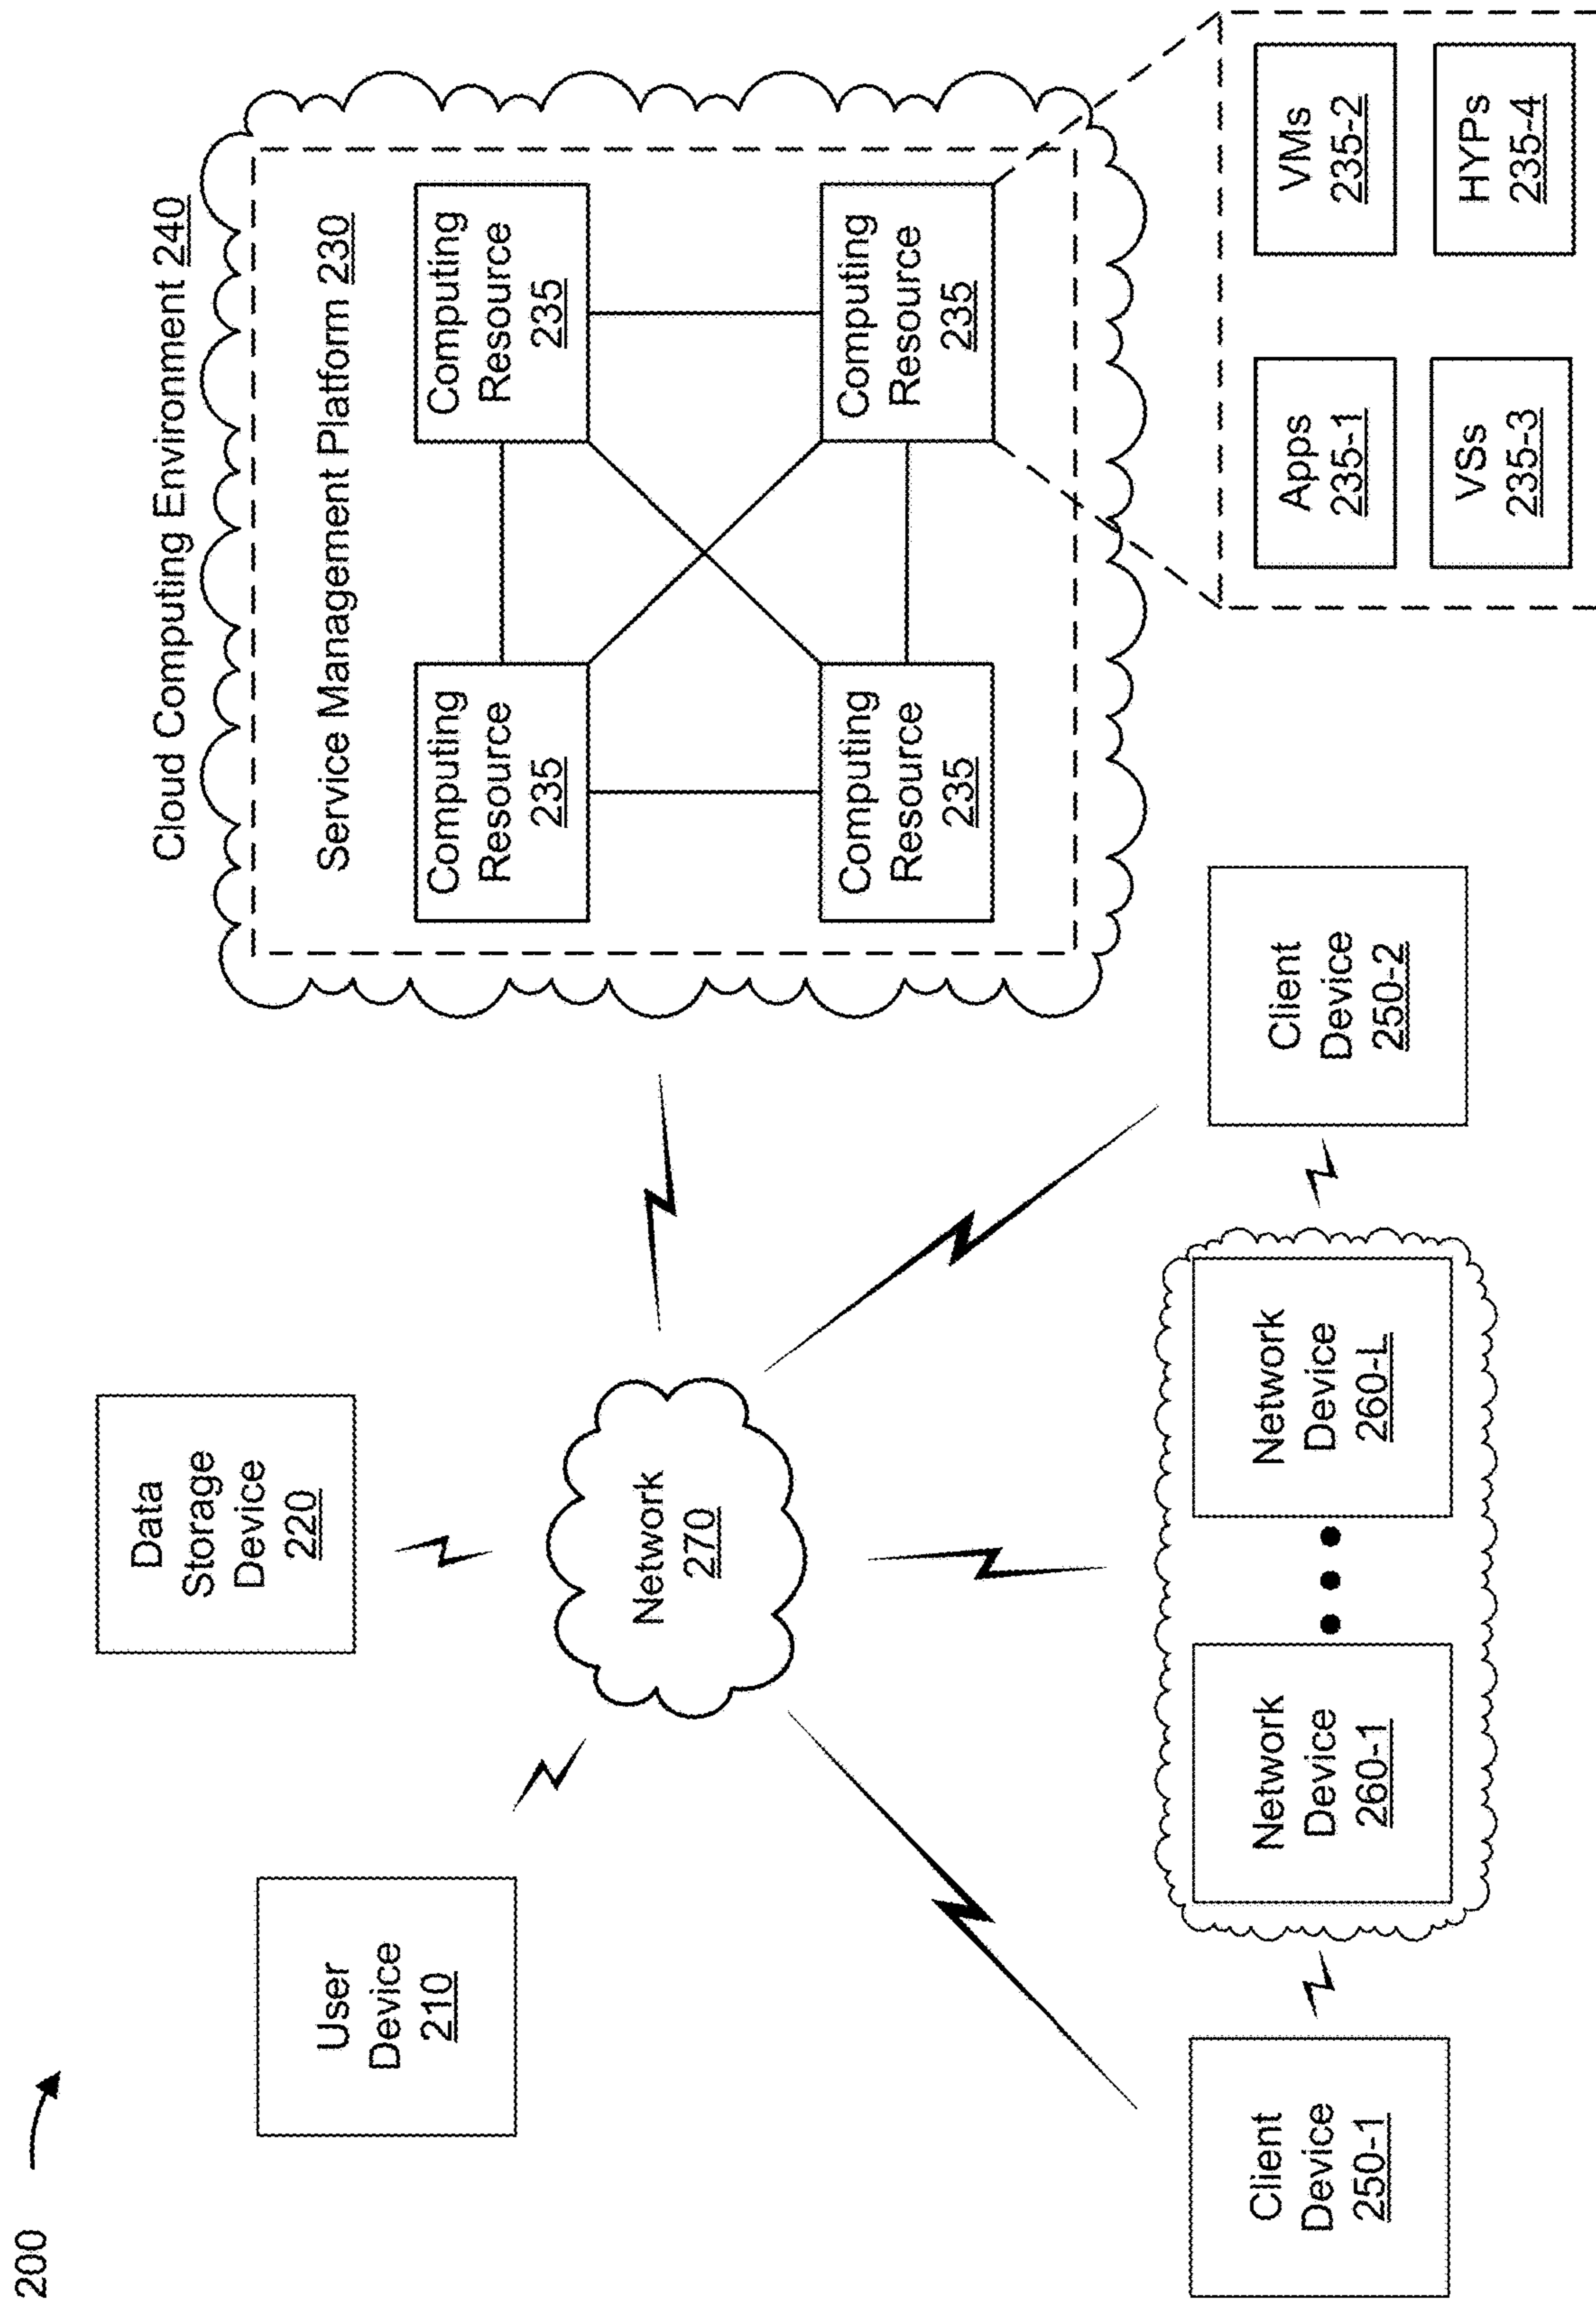 200
User
Device
210
Data
Storage
Device
220
Network
270
Cloud Computing Environment 240
Service Management Platform 230
Computing
Resource
235
Computing
Resource
235
Computing
Resource
235
Computing
Resource
235
Client
Device
250-1
Network
Device
260-1
Network
Device
260-L
Client
Device
250-2
Apps
235-1
VMs
235-2
VSs
235-3
HYPs
235-4